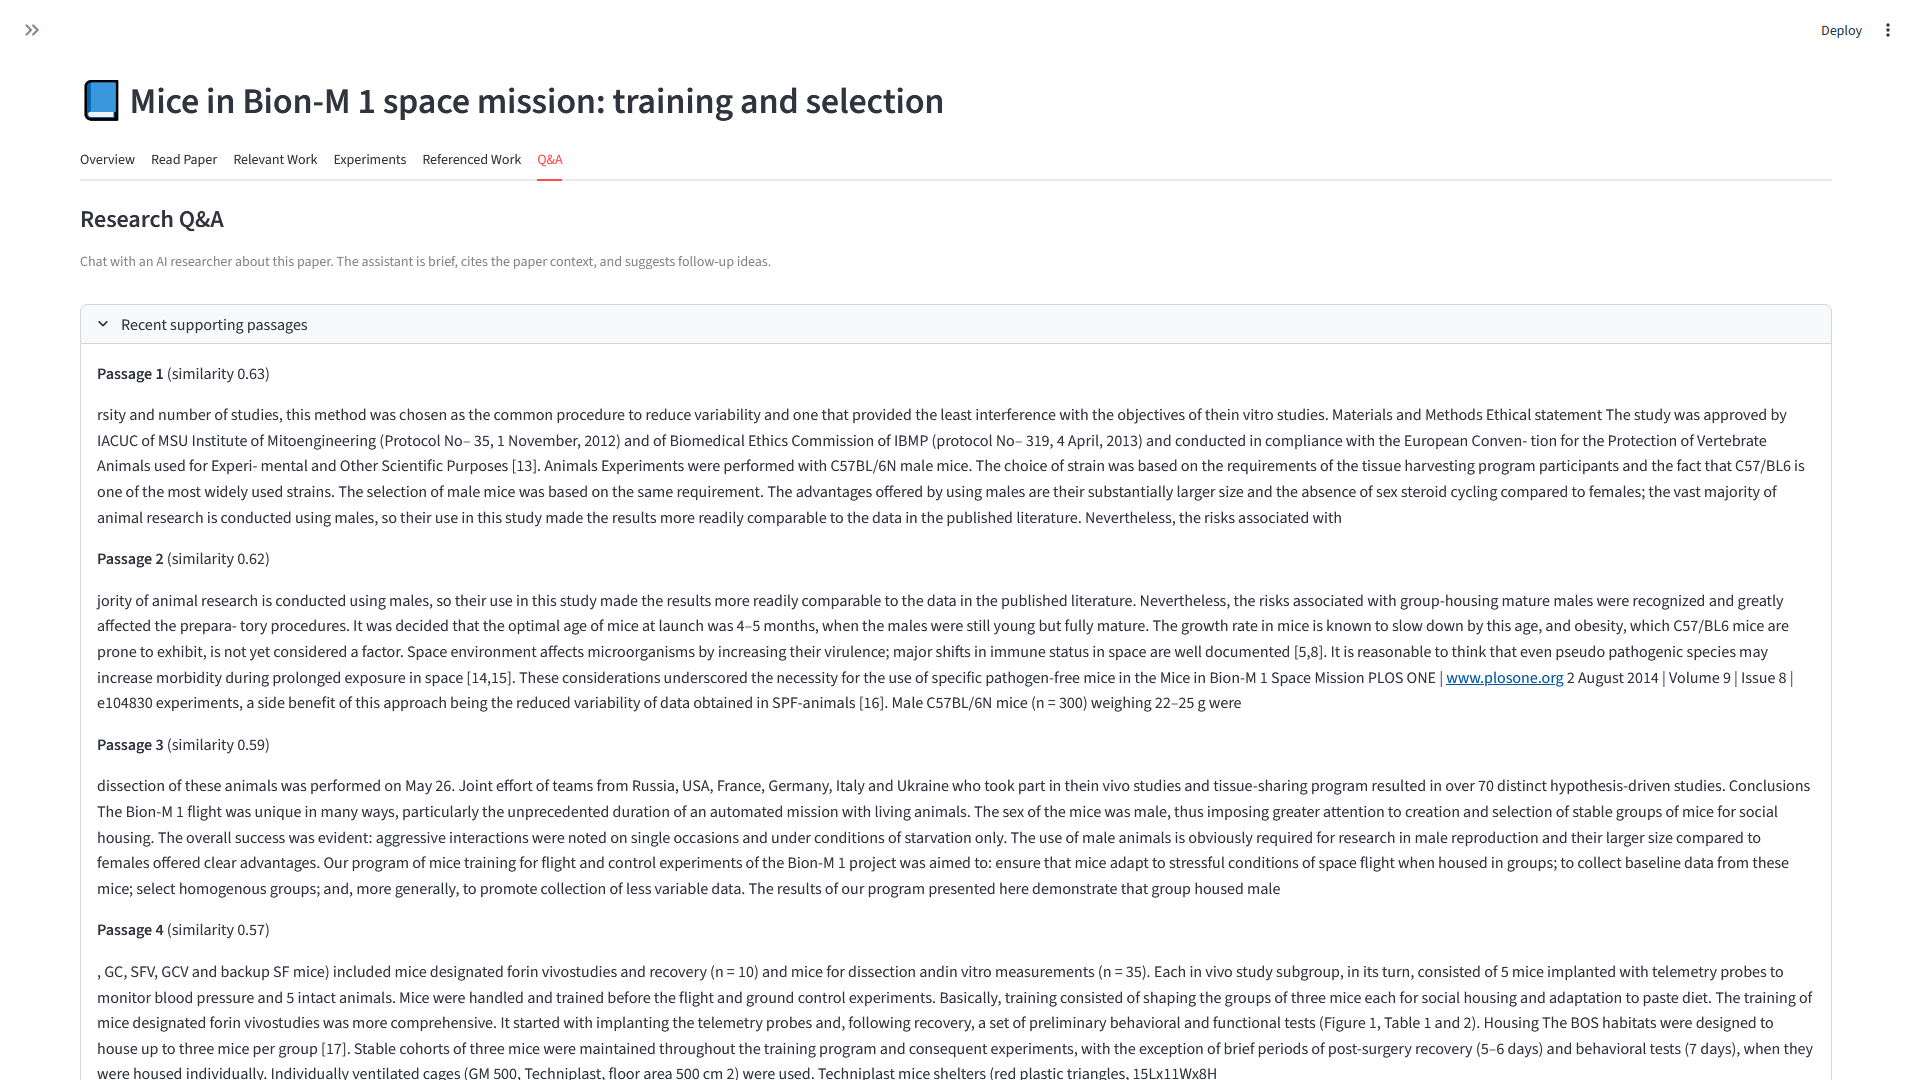 Deploy
Mice in Bion-M 1 space mission: training and selection
Overview Read Paper Relevant Work Experiments Referenced Work Q&A
Research Q&A
Chat with an AI researcher about this paper. The assistant is brief, cites the paper context, and suggests follow-up ideas.
Recent supporting passages
Passage 1 (similarity 0.63)
rsity and number of studies, this method was chosen as the common procedure to reduce variability and one that provided the least interference with the objectives of thein vitro studies. Materials and Methods Ethical statement The study was approved by
IACUC of MSU Institute of Mitoengineering (Protocol No– 35, 1 November, 2012) and of Biomedical Ethics Commission of IBMP (protocol No– 319, 4 April, 2013) and conducted in compliance with the European Conven- tion for the Protection of Vertebrate
Animals used for Experi- mental and Other Scientific Purposes [13]. Animals Experiments were performed with C57BL/6N male mice. The choice of strain was based on the requirements of the tissue harvesting program participants and the fact that C57/BL6 is
one of the most widely used strains. The selection of male mice was based on the same requirement. The advantages offered by using males are their substantially larger size and the absence of sex steroid cycling compared to females; the vast majority of
animal research is conducted using males, so their use in this study made the results more readily comparable to the data in the published literature. Nevertheless, the risks associated with
Passage 2 (similarity 0.62)
jority of animal research is conducted using males, so their use in this study made the results more readily comparable to the data in the published literature. Nevertheless, the risks associated with group-housing mature males were recognized and greatly
affected the prepara- tory procedures. It was decided that the optimal age of mice at launch was 4–5 months, when the males were still young but fully mature. The growth rate in mice is known to slow down by this age, and obesity, which C57/BL6 mice are
prone to exhibit, is not yet considered a factor. Space environment affects microorganisms by increasing their virulence; major shifts in immune status in space are well documented [5,8]. It is reasonable to think that even pseudo pathogenic species may
increase morbidity during prolonged exposure in space [14,15]. These considerations underscored the necessity for the use of specific pathogen-free mice in the Mice in Bion-M 1 Space Mission PLOS ONE | www.plosone.org 2 August 2014 | Volume 9 | Issue 8 |
e104830 experiments, a side benefit of this approach being the reduced variability of data obtained in SPF-animals [16]. Male C57BL/6N mice (n = 300) weighing 22–25 g were
Passage 3 (similarity 0.59)
dissection of these animals was performed on May 26. Joint effort of teams from Russia, USA, France, Germany, Italy and Ukraine who took part in thein vivo studies and tissue-sharing program resulted in over 70 distinct hypothesis-driven studies. Conclusions
The Bion-M 1 flight was unique in many ways, particularly the unprecedented duration of an automated mission with living animals. The sex of the mice was male, thus imposing greater attention to creation and selection of stable groups of mice for social
housing. The overall success was evident: aggressive interactions were noted on single occasions and under conditions of starvation only. The use of male animals is obviously required for research in male reproduction and their larger size compared to
females offered clear advantages. Our program of mice training for flight and control experiments of the Bion-M 1 project was aimed to: ensure that mice adapt to stressful conditions of space flight when housed in groups; to collect baseline data from these
mice; select homogenous groups; and, more generally, to promote collection of less variable data. The results of our program presented here demonstrate that group housed male
Passage 4 (similarity 0.57)
, GC, SFV, GCV and backup SF mice) included mice designated forin vivostudies and recovery (n = 10) and mice for dissection andin vitro measurements (n = 35). Each in vivo study subgroup, in its turn, consisted of 5 mice implanted with telemetry probes to
monitor blood pressure and 5 intact animals. Mice were handled and trained before the flight and ground control experiments. Basically, training consisted of shaping the groups of three mice each for social housing and adaptation to paste diet. The training of
mice designated forin vivostudies was more comprehensive. It started with implanting the telemetry probes and, following recovery, a set of preliminary behavioral and functional tests (Figure 1, Table 1 and 2). Housing The BOS habitats were designed to
house up to three mice per group [17]. Stable cohorts of three mice were maintained throughout the training program and consequent experiments, with the exception of brief periods of post-surgery recovery (5–6 days) and behavioral tests (7 days), when they
were housed individually. Individually ventilated cages (GM 500, Techniplast, floor area 500 cm 2) were used. Techniplast mice shelters (red plastic triangles, 15Lx11Wx8H